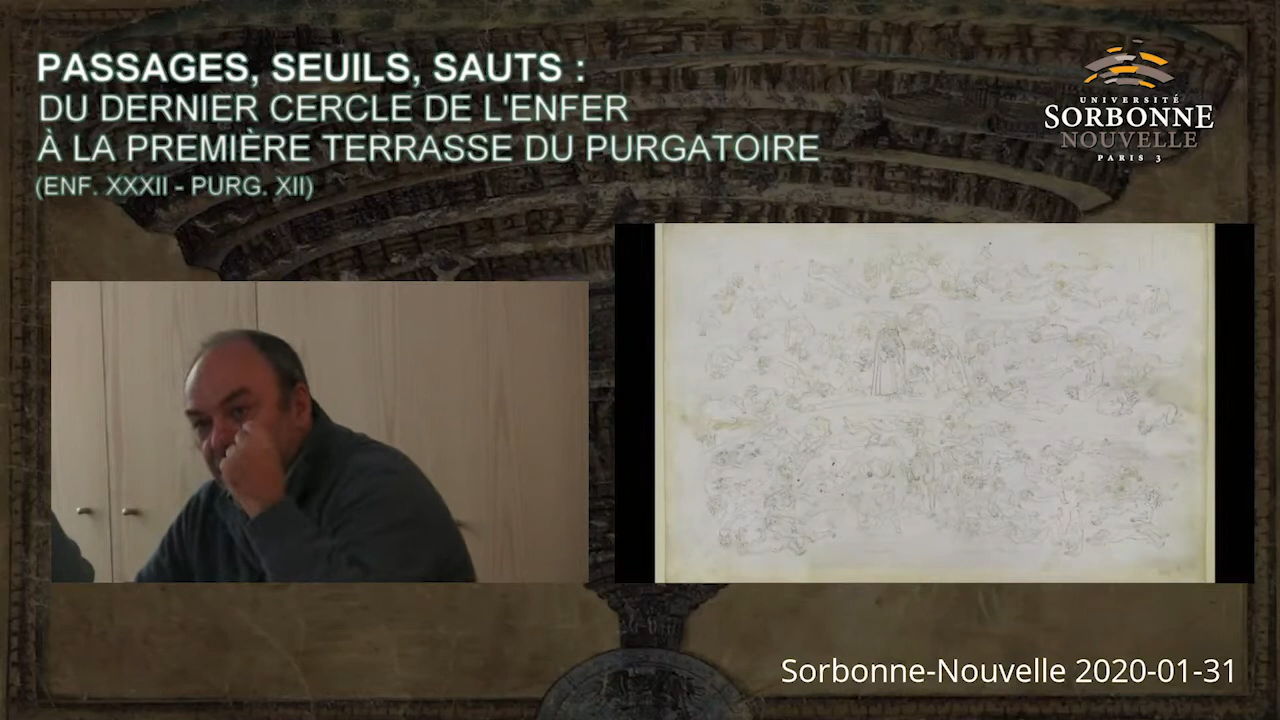 PASSAGES, SEUILS, SAUTS :
DU DERNIER CERCLE DE L'ENFER
À LA PREMIÈRE TERRASSE DU PURGATOIRE
(ENF. XXXII - PURG. XII)
UNIVERSITÉ
SORBONNE
NOUVELLE
PARIS 3
Sorbonne-Nouvelle 2020-01-31